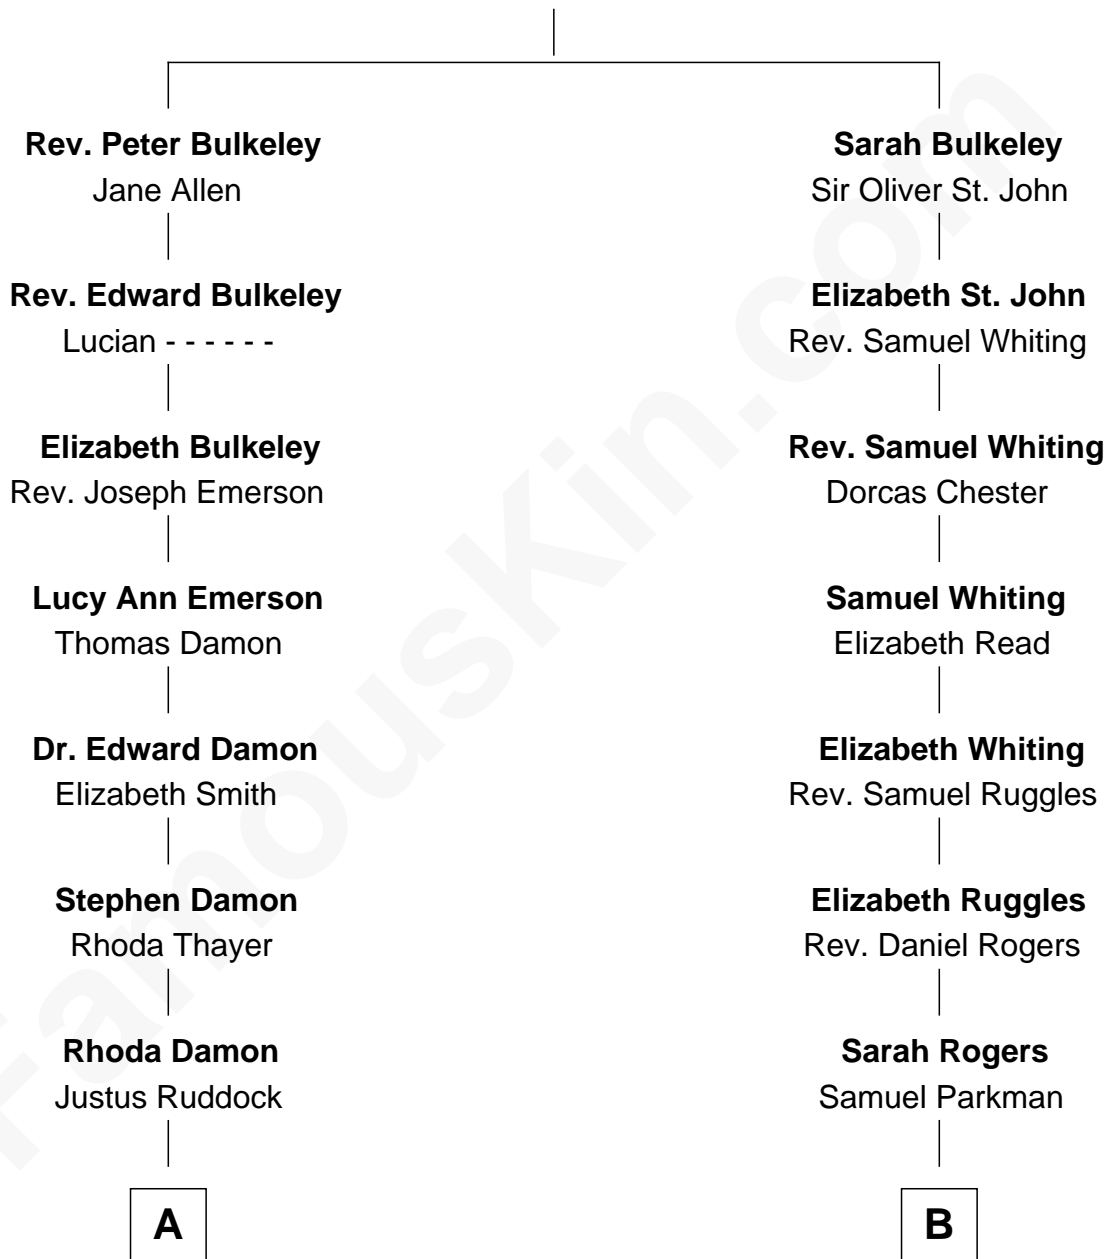 Rev. Peter Bulkeley
Jane Allen
Rev. Edward Bulkeley
Lucian - - - - - -
Elizabeth Bulkeley
Rev. Joseph Emerson
Lucy Ann Emerson
Thomas Damon
Dr. Edward Damon
Elizabeth Smith
Stephen Damon
Rhoda Thayer
Rhoda Damon
Justus Ruddock
A
Sarah Bulkeley
Sir Oliver St. John
Elizabeth St. John
Rev. Samuel Whiting
Rev. Samuel Whiting
Dorcas Chester
Samuel Whiting
Elizabeth Read
Elizabeth Whiting
Rev. Samuel Ruggles
Elizabeth Ruggles
Rev. Daniel Rogers
Sarah Rogers
Samuel Parkman
B
FamousKin.com